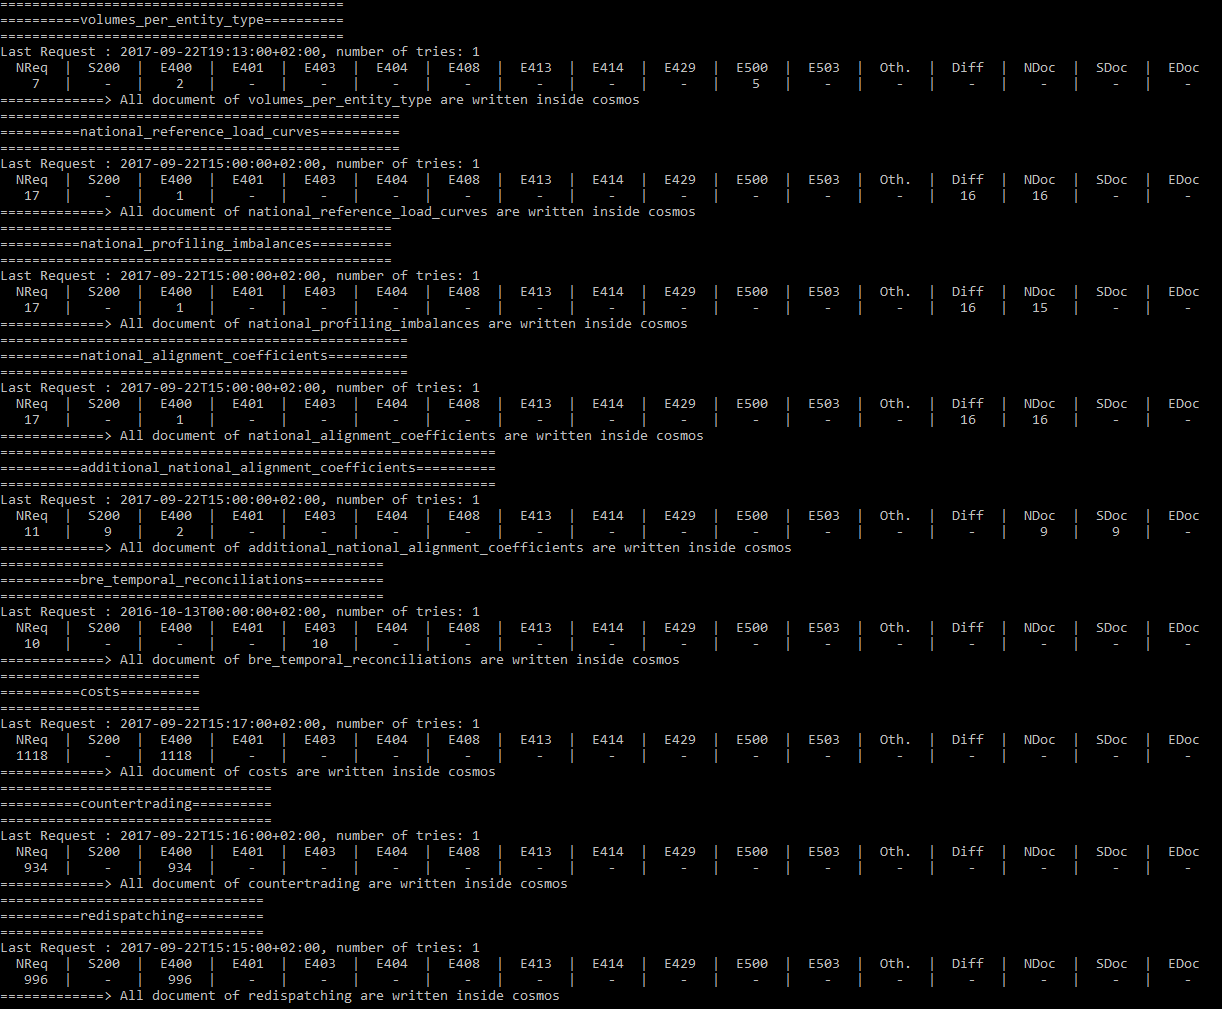 ===========================================
==========volumes_per_entity_type==========
===========================================
Last Request : 2017-09-22T19:13:00+02:00, number of tries: 1
  NReq  |  S200  |  E400  |  E401  |  E403  |  E404  |  E408  |  E413  |  E414  |  E429  |  E500  |  E503  |  Oth.  |  Diff  |  NDoc  |  SDoc  |  EDoc
    7   |   -    |   2    |   -    |   -    |   -    |   -    |   -    |   -    |   -    |   5    |   -    |   -    |   -    |   -    |   -    |   -
=============> All document of volumes_per_entity_type are written inside cosmos
==================================================
==========national_reference_load_curves==========
==================================================
Last Request : 2017-09-22T15:00:00+02:00, number of tries: 1
  NReq  |  S200  |  E400  |  E401  |  E403  |  E404  |  E408  |  E413  |  E414  |  E429  |  E500  |  E503  |  Oth.  |  Diff  |  NDoc  |  SDoc  |  EDoc
   17   |   -    |   1    |   -    |   -    |   -    |   -    |   -    |   -    |   -    |   -    |   -    |   -    |   16   |   16   |   -    |   -
=============> All document of national_reference_load_curves are written inside cosmos
=================================================
==========national_profiling_imbalances==========
=================================================
Last Request : 2017-09-22T15:00:00+02:00, number of tries: 1
  NReq  |  S200  |  E400  |  E401  |  E403  |  E404  |  E408  |  E413  |  E414  |  E429  |  E500  |  E503  |  Oth.  |  Diff  |  NDoc  |  SDoc  |  EDoc
   17   |   -    |   1    |   -    |   -    |   -    |   -    |   -    |   -    |   -    |   -    |   -    |   -    |   16   |   15   |   -    |   -
=============> All document of national_profiling_imbalances are written inside cosmos
===================================================
==========national_alignment_coefficients==========
===================================================
Last Request : 2017-09-22T15:00:00+02:00, number of tries: 1
  NReq  |  S200  |  E400  |  E401  |  E403  |  E404  |  E408  |  E413  |  E414  |  E429  |  E500  |  E503  |  Oth.  |  Diff  |  NDoc  |  SDoc  |  EDoc
   17   |   -    |   1    |   -    |   -    |   -    |   -    |   -    |   -    |   -    |   -    |   -    |   -    |   16   |   16   |   -    |   -
=============> All document of national_alignment_coefficients are written inside cosmos
==============================================================
==========additional_national_alignment_coefficients==========
==============================================================
Last Request : 2017-09-22T15:00:00+02:00, number of tries: 1
  NReq  |  S200  |  E400  |  E401  |  E403  |  E404  |  E408  |  E413  |  E414  |  E429  |  E500  |  E503  |  Oth.  |  Diff  |  NDoc  |  SDoc  |  EDoc
   11   |   9    |   2    |   -    |   -    |   -    |   -    |   -    |   -    |   -    |   -    |   -    |   -    |   -    |   9    |   9    |   -
=============> All document of additional_national_alignment_coefficients are written inside cosmos
================================================
==========bre_temporal_reconciliations==========
================================================
Last Request : 2016-10-13T00:00:00+02:00, number of tries: 1
  NReq  |  S200  |  E400  |  E401  |  E403  |  E404  |  E408  |  E413  |  E414  |  E429  |  E500  |  E503  |  Oth.  |  Diff  |  NDoc  |  SDoc  |  EDoc
   10   |   -    |   -    |   -    |   10   |   -    |   -    |   -    |   -    |   -    |   -    |   -    |   -    |   -    |   -    |   -    |   -
=============> All document of bre_temporal_reconciliations are written inside cosmos
=========================
==========costs==========
=========================
Last Request : 2017-09-22T15:17:00+02:00, number of tries: 1
  NReq  |  S200  |  E400  |  E401  |  E403  |  E404  |  E408  |  E413  |  E414  |  E429  |  E500  |  E503  |  Oth.  |  Diff  |  NDoc  |  SDoc  |  EDoc
  1118  |   -    |  1118  |   -    |   -    |   -    |   -    |   -    |   -    |   -    |   -    |   -    |   -    |   -    |   -    |   -    |   -
=============> All document of costs are written inside cosmos
==================================
==========countertrading==========
==================================
Last Request : 2017-09-22T15:16:00+02:00, number of tries: 1
  NReq  |  S200  |  E400  |  E401  |  E403  |  E404  |  E408  |  E413  |  E414  |  E429  |  E500  |  E503  |  Oth.  |  Diff  |  NDoc  |  SDoc  |  EDoc
   934  |   -    |   934  |   -    |   -    |   -    |   -    |   -    |   -    |   -    |   -    |   -    |   -    |   -    |   -    |   -    |   -
=============> All document of countertrading are written inside cosmos
=================================
==========redispatching==========
=================================
Last Request : 2017-09-22T15:15:00+02:00, number of tries: 1
  NReq  |  S200  |  E400  |  E401  |  E403  |  E404  |  E408  |  E413  |  E414  |  E429  |  E500  |  E503  |  Oth.  |  Diff  |  NDoc  |  SDoc  |  EDoc
   996  |   -    |   996  |   -    |   -    |   -    |   -    |   -    |   -    |   -    |   -    |   -    |   -    |   -    |   -    |   -    |   -
=============> All document of redispatching are written inside cosmos